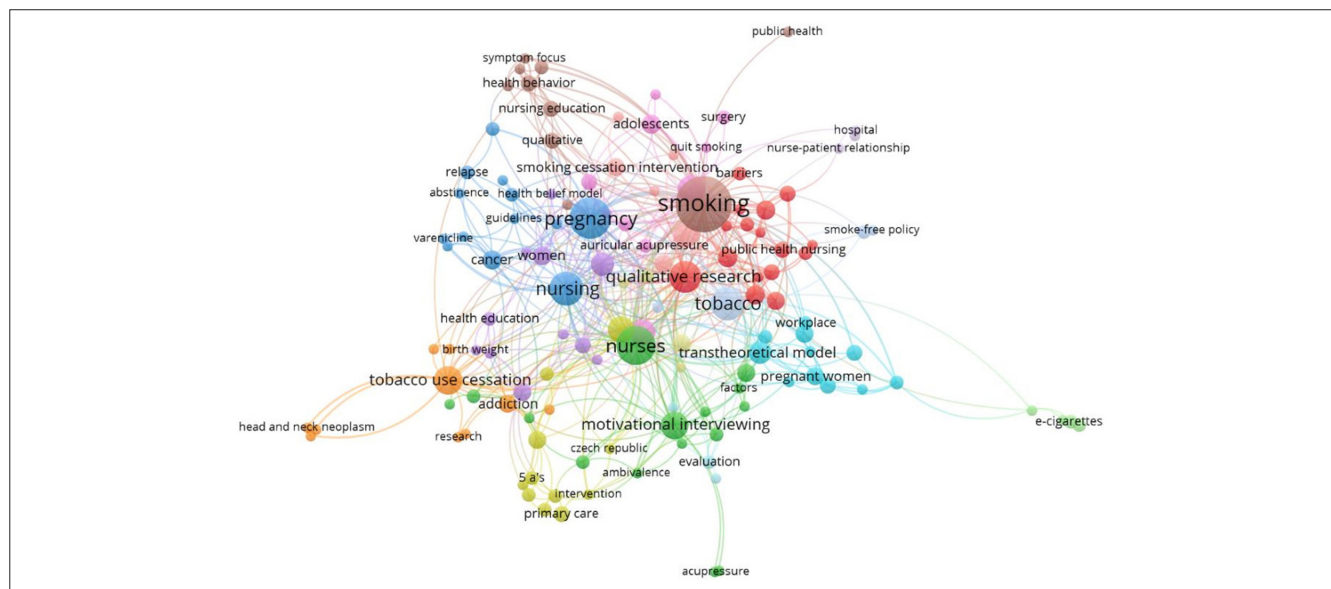 public health
symptom focus
health behavior
nursing education
surgery
adolescents
hospital
qualitative
quit smoking
nurse-patient relationship
smoking cessation intervention
barriers
relapse
abstinence
health belief model
smoking
guidelines
pregnancy
smoke-free policy
varenicline
auricular acupressure
public health nursing
women
cancer
qualitative research
nursing
tobacco
health education
workplace
nurses
birth weight
transtheoretical model
pregnant women
tobacco use cessation
factors
addiction
e-cigarettes
motivational interviewing
head and neck neoplasm
research
czech republic
evaluation
ambivalence
5 a's
intervention
primary care
acupressure